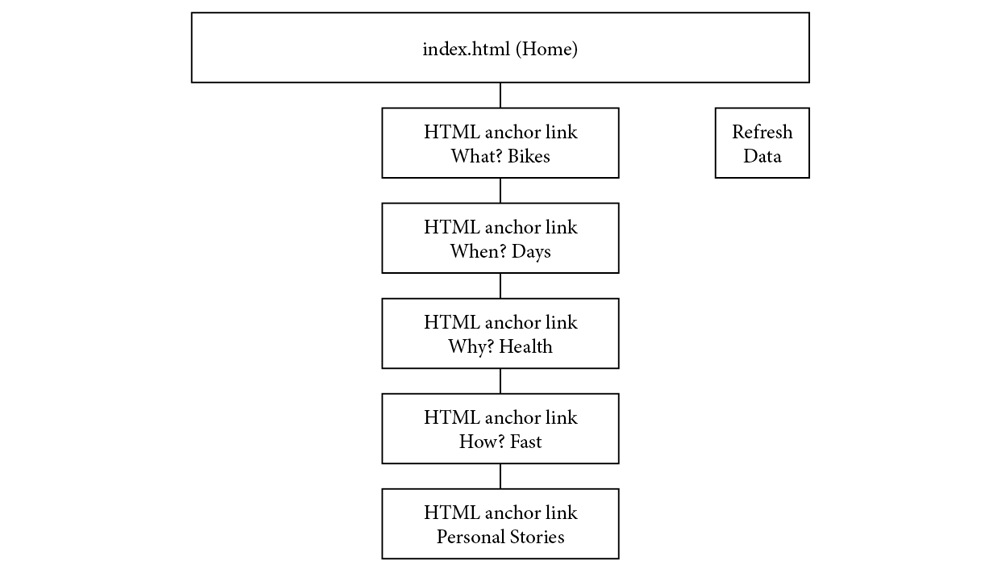 index.html (Home)
HTML anchor link
What? Bikes
Refresh
Data
HTML anchor link
When? Days
HTML anchor link
Why? Health
HTML anchor link
How? Fast
HTML anchor link
Personal Stories